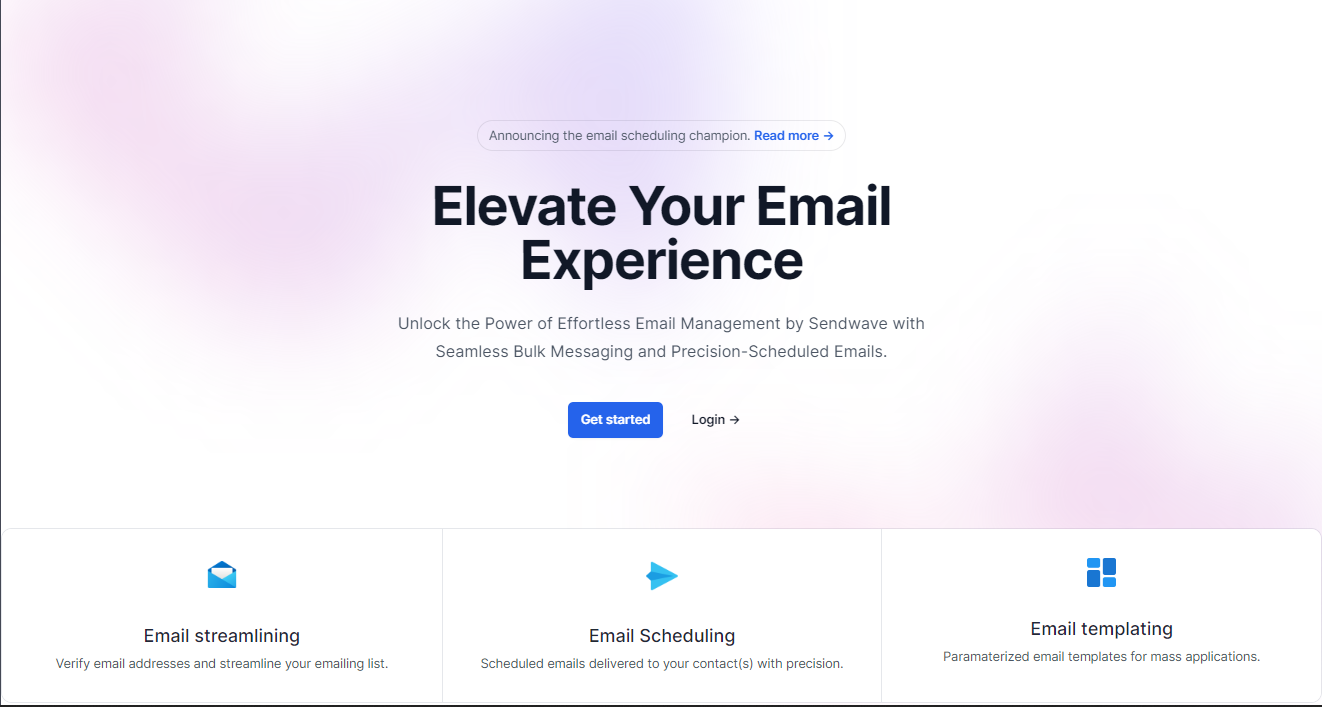 Announcing the email scheduling champion. Read more →
Elevate Your Email
Experience
Unlock the Power of Effortless Email Management by Sendwave with
Seamless Bulk Messaging and Precision-Scheduled Emails.
Get started
Login →
Email streamlining
Verify email addresses and streamline your emailing list.
Email Scheduling
Scheduled emails delivered to your contact(s) with precision.
Email templating
Paramaterized email templates for mass applications.